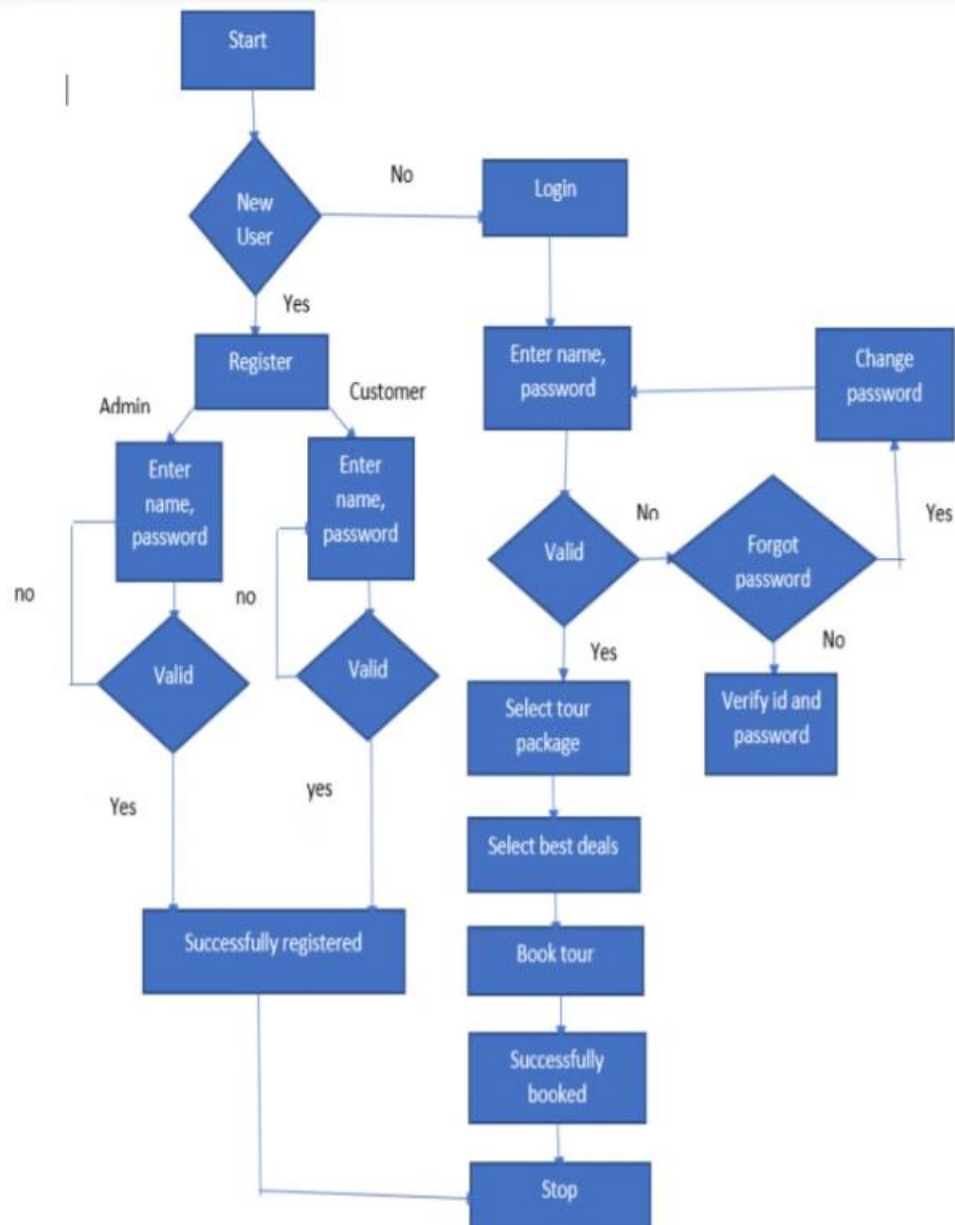 Start
No
Login
New
User
Yes
Register
Admin
Customer
Enter name,
password
Change
password
Enter
name,
password
Enter
name,
password
no
no
Valid
Valid
Yes
yes
Successfully registered
Valid
No
Forgot
password
Yes
No
Verify id and
password
Yes
Select tour
package
Select best deals
Book tour
Successfully
booked
Stop